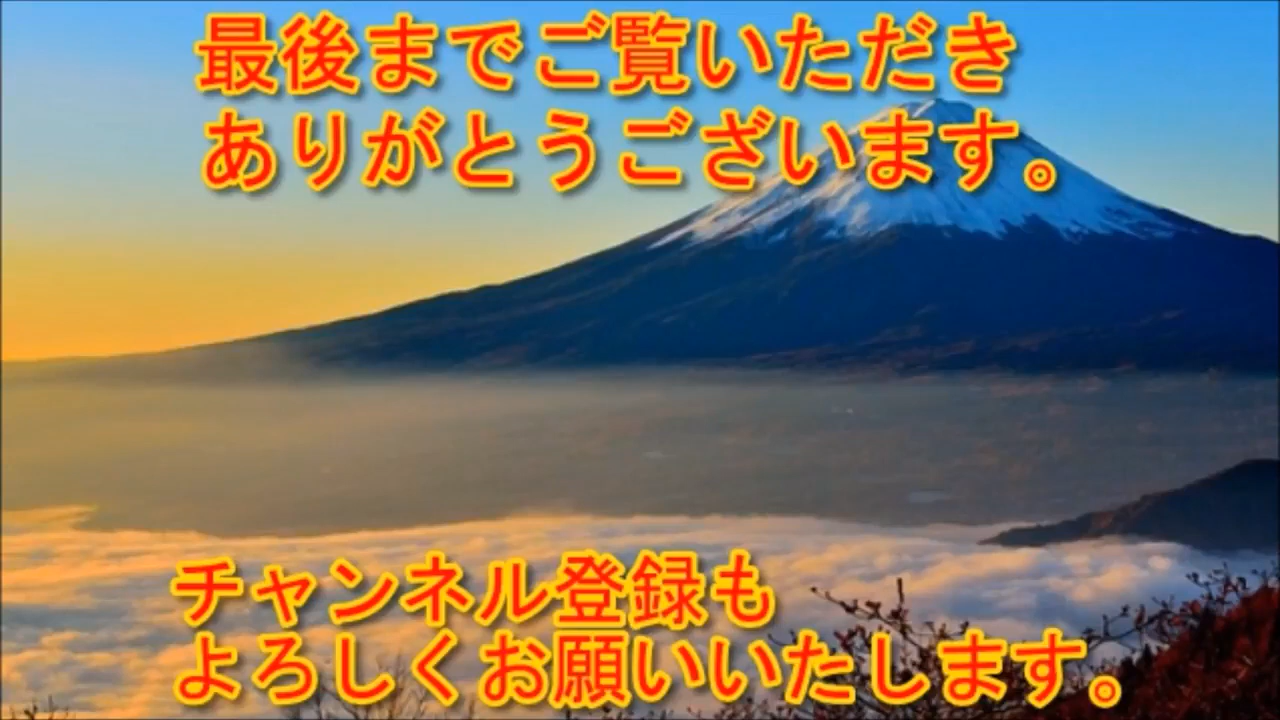 最後までご覧いただき
ありがとうございます。
チャンネル登録も
よろしくお願いいたします。